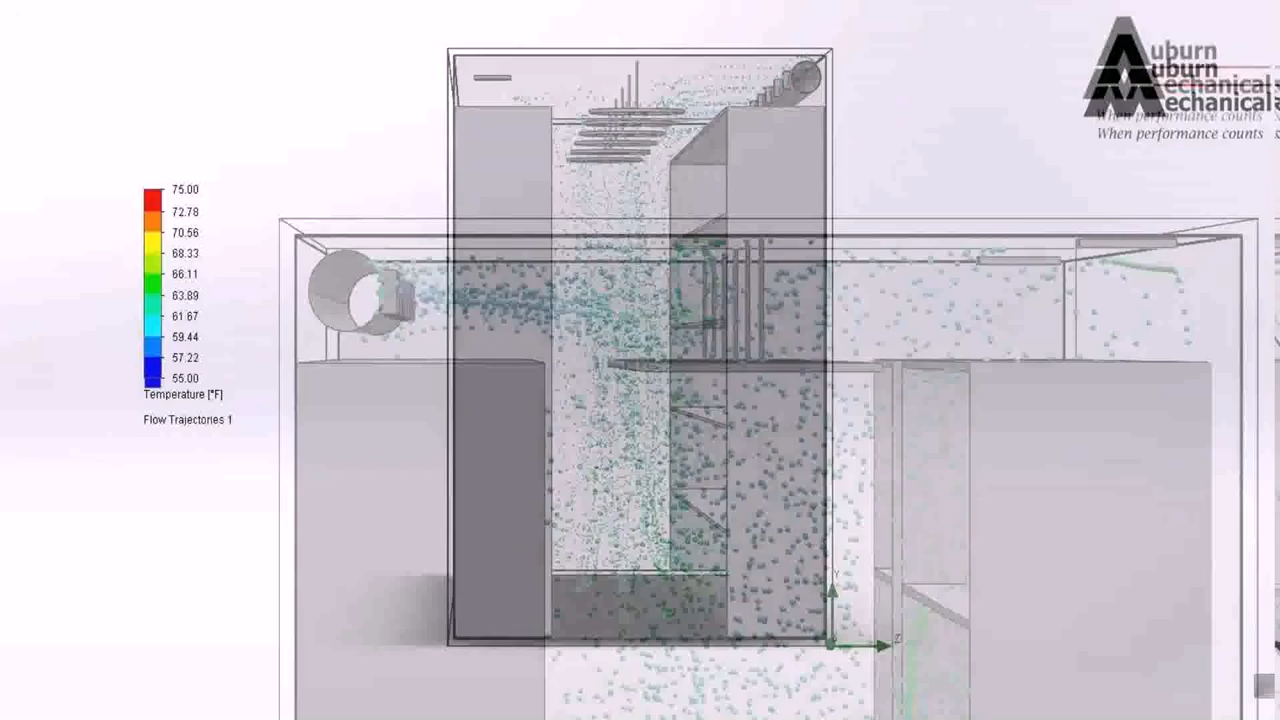 Auburn
Auburn
Mechanical
Mechanical
When performance counts
When performance counts
75.00
72.78
70.56
68.33
66.11
63.89
61.67
59.44
57.22
55.00
Temperature [°F]
Flow Trajectories 1
Y
Z